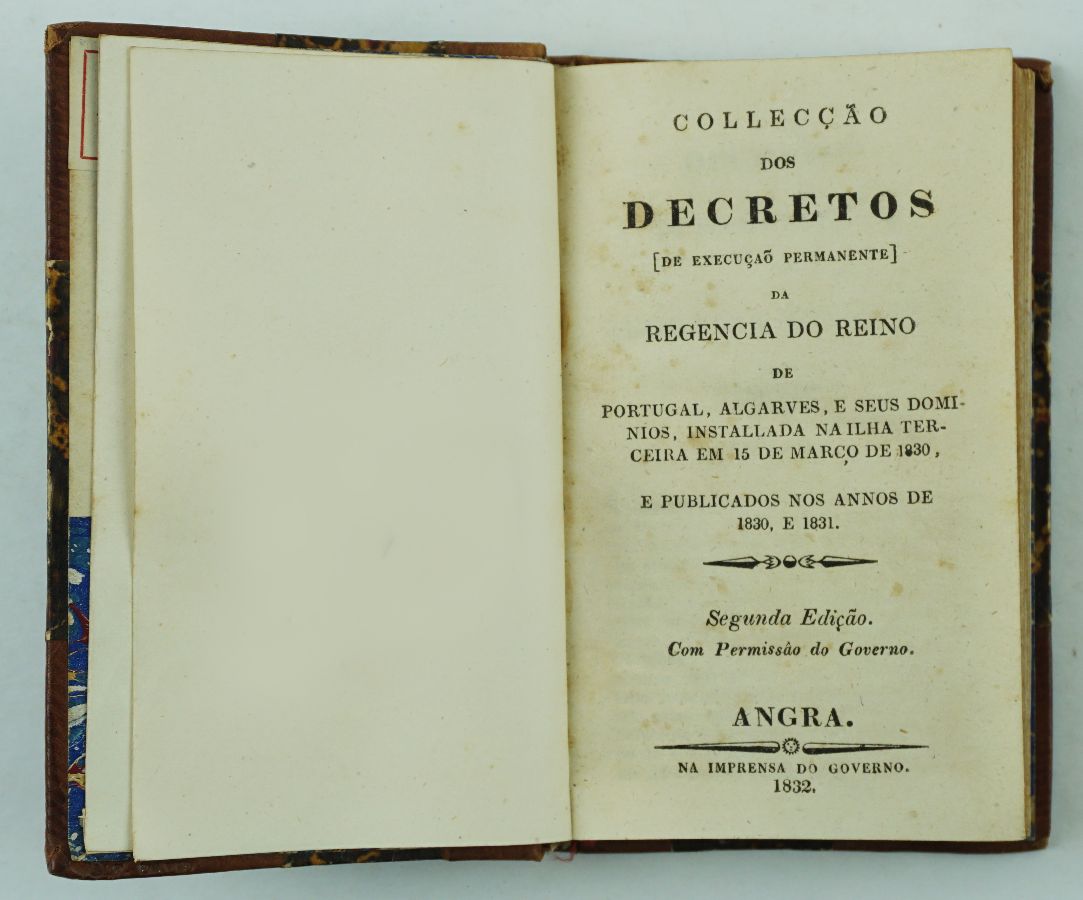 COLLECÇÃO
DOS
DECRETOS
[DE EXECUÇAÕ PERMANENTE]
DA
REGENCIA DO REINO
DE
PORTUGAL, ALGARVES, E SEUS DOMI-
NIOS, INSTALLADA NA ILHA TER-
CEIRA EM 15 DE MARÇO DE 1830,
E PUBLICADOS NOS ANNOS DE
1830, E 1831.
Segunda Edição.
Com Permissâo do Governo.
ANGRA.
NA IMPRENSA DO GOVERNO.
1832.